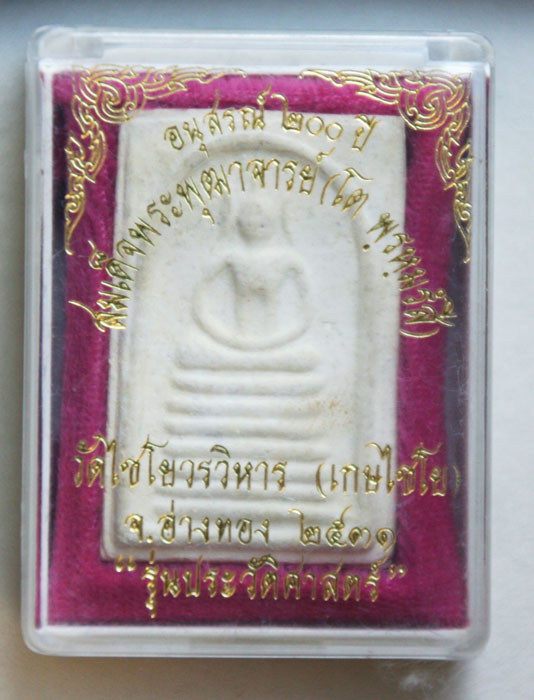 อนุสรณ์ ๒๐๐ ปี
สมเด็จพระพุฒาจารย์ (โต พฺรหฺมรํสี)
วัดไชโยวรวิหาร (เกษไชโย)
จ.อ่างทอง ๒๕๓๑
"รุ่นประวัติศาสตร์"